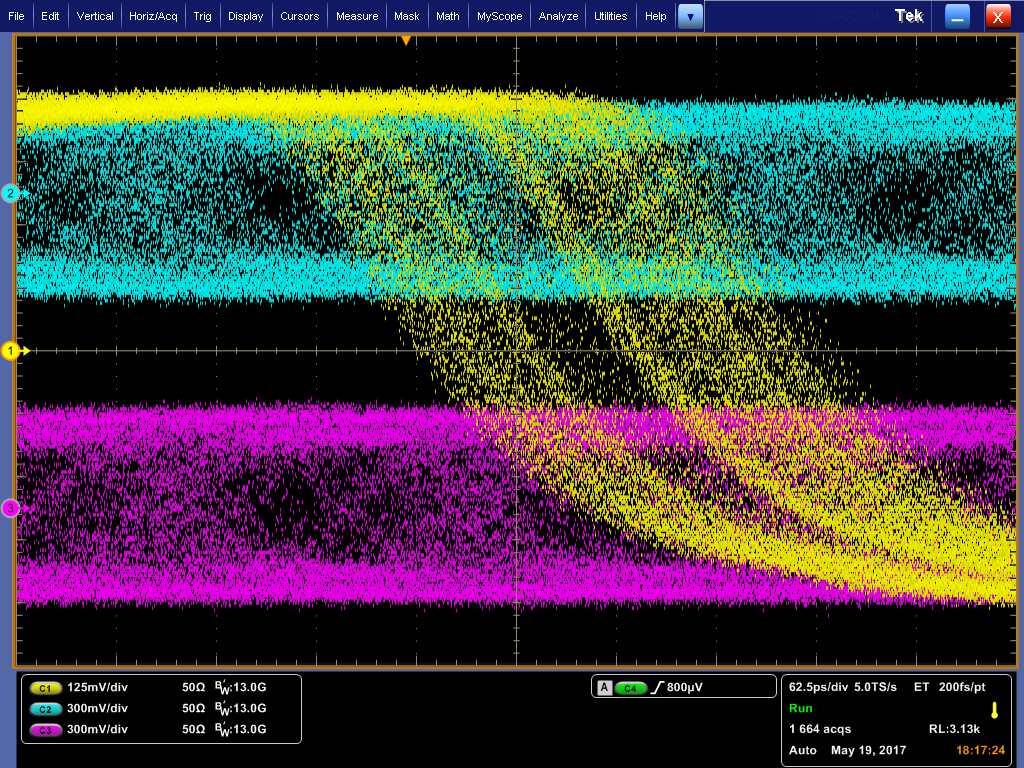 File Edit Vertical Horiz/Acq Trig Display Cursors Measure Mask Math MyScope Analyze Utilities Help Tek X
2
1
3
C1 125mV/div 50Ω B'W:13.0G
C2 300mV/div 50Ω B'W:13.0G
C3 300mV/div 50Ω B'W:13.0G
A C4 800µV
62.5ps/div 5.0TS/s ET 200fs/pt
Run
1 664 acqs RL:3.13k
Auto May 19, 2017 18:17:24